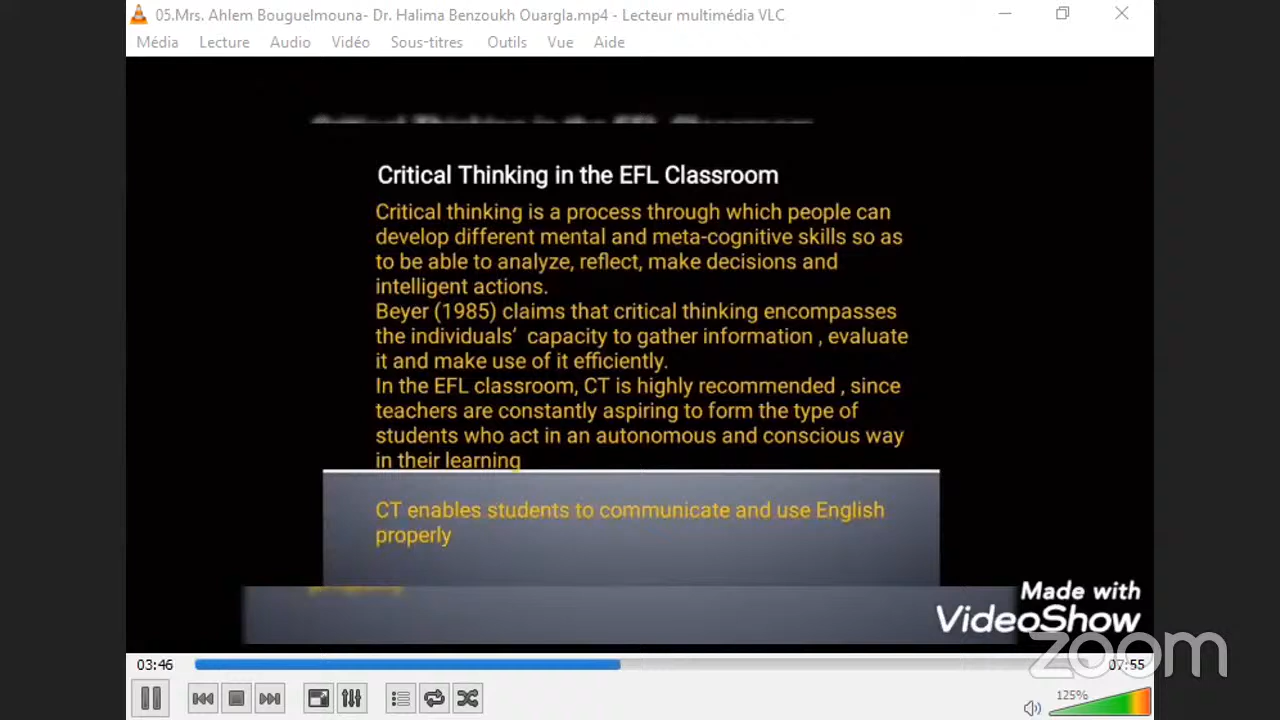 05.Mrs. Ahlem Bouguelmouna- Dr. Halima Benzoukh Ouargla.mp4 - Lecteur multimédia VLC
Média Lecture Audio Vidéo Sous-titres Outils Vue Aide
Critical Thinking in the EFL Classroom
Critical Thinking in the EFL Classroom
Critical thinking is a process through which people can
develop different mental and meta-cognitive skills so as
to be able to analyze, reflect, make decisions and
intelligent actions.
Beyer (1985) claims that critical thinking encompasses
the individuals’ capacity to gather information , evaluate
it and make use of it efficiently.
In the EFL classroom, CT is highly recommended , since
teachers are constantly aspiring to form the type of
students who act in an autonomous and conscious way
in their learning
CT enables students to communicate and use English
properly
Made with
VideoShow
zoom
03:46
07:55
125%